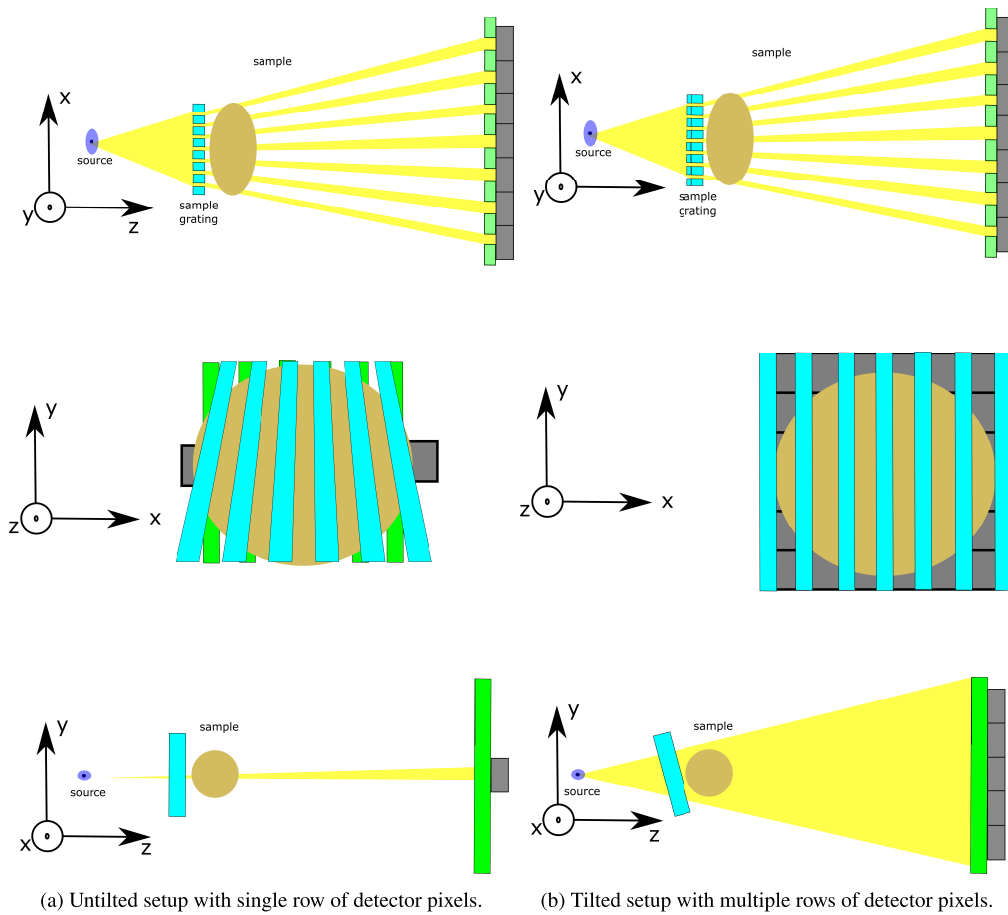 sample
x
source
y
z
sample
grating
sample
x
source
y
sample
grating
y
z
x
y
z
x
y
sample
source
x
z
y
sample
source
x
z
(a) Untilted setup with single row of detector pixels.
(b) Tilted setup with multiple rows of detector pixels.